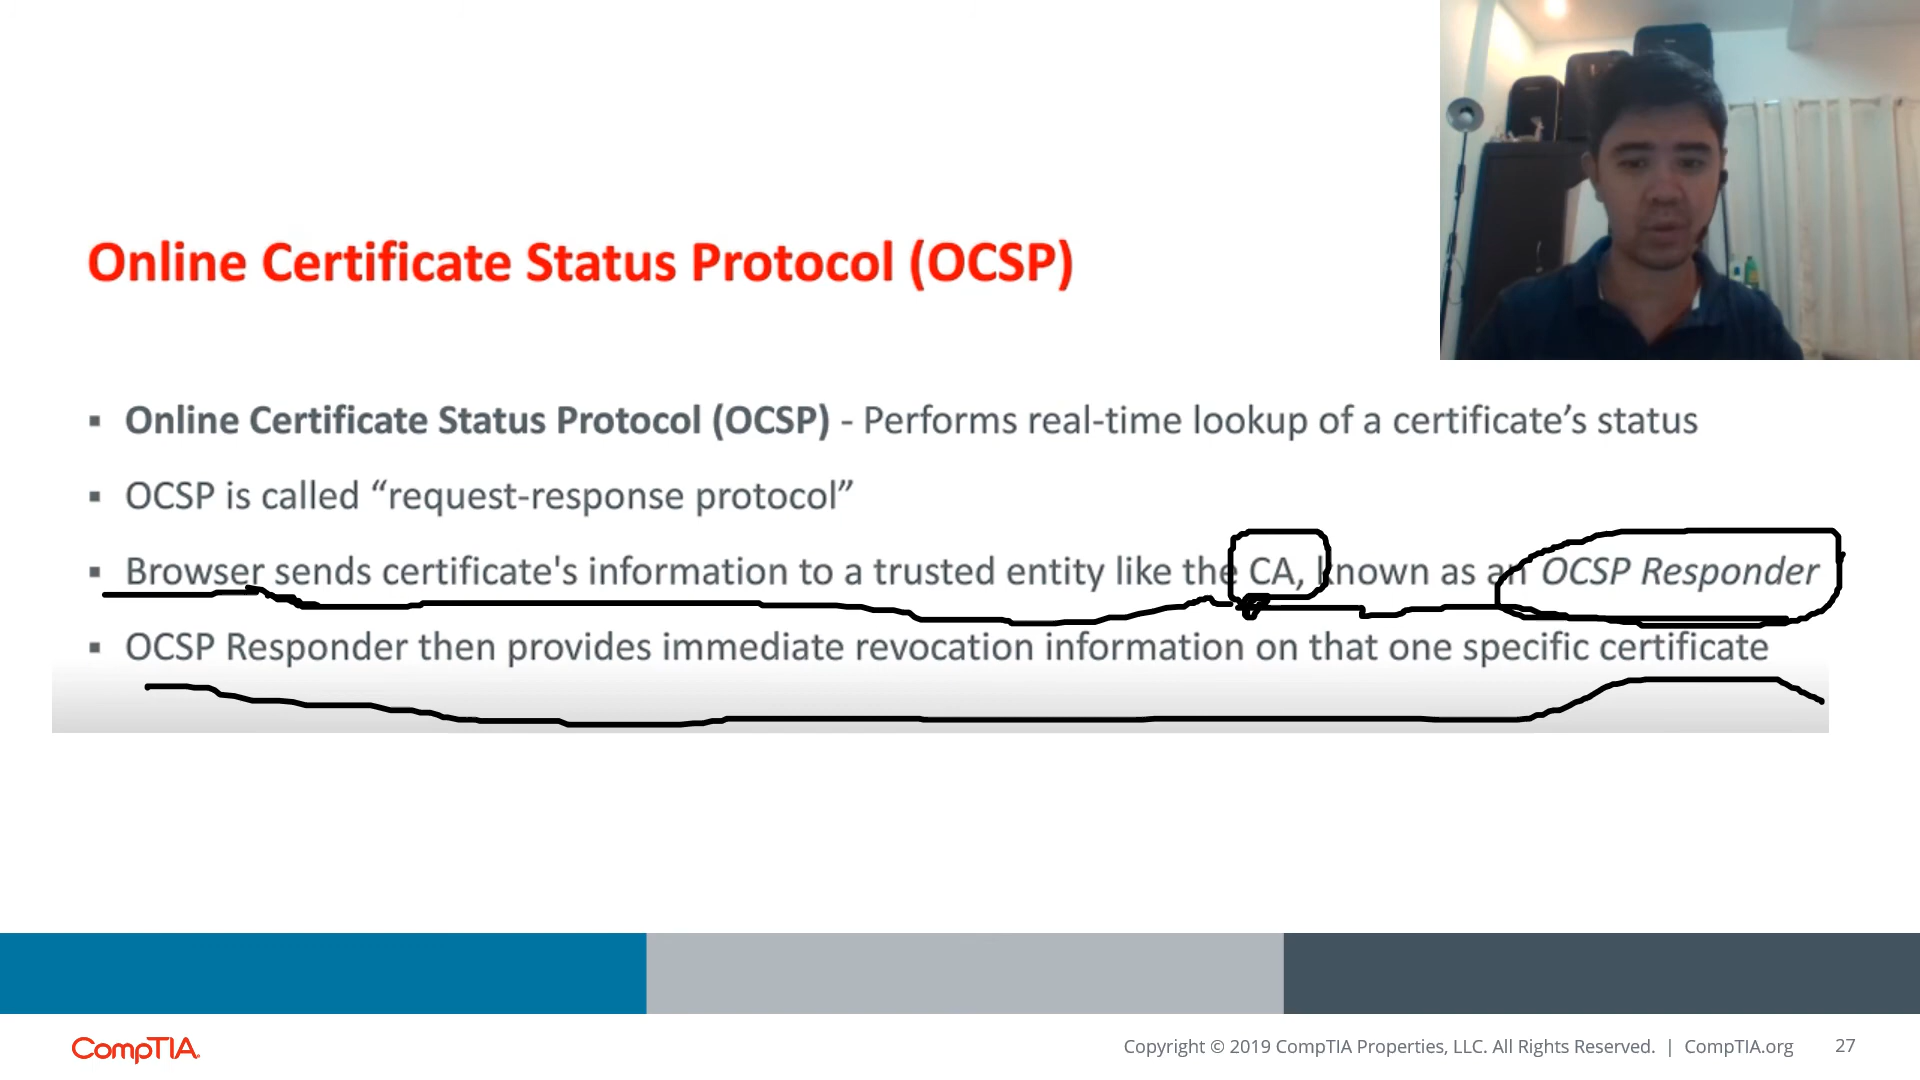 Online Certificate Status Protocol (OCSP)
▪ Online Certificate Status Protocol (OCSP) - Performs real-time lookup of a certificate’s status
▪ OCSP is called “request-response protocol”
▪ Browser sends certificate's information to a trusted entity like the CA, known as an OCSP Responder
▪ OCSP Responder then provides immediate revocation information on that one specific certificate
CompTIA.
Copyright © 2019 CompTIA Properties, LLC. All Rights Reserved. | CompTIA.org 27